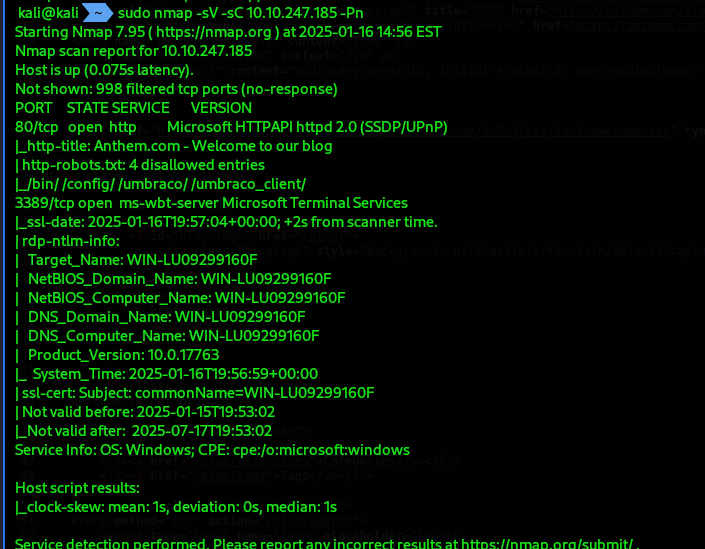 kali@kali ~ sudo nmap -sV -sC 10.10.247.185 -Pn
Starting Nmap 7.95 ( https://nmap.org ) at 2025-01-16 14:56 EST
Nmap scan report for 10.10.247.185
Host is up (0.075s latency).
Not shown: 998 filtered tcp ports (no-response)
PORT STATE SERVICE VERSION
80/tcp open http Microsoft HTTPAPI httpd 2.0 (SSDP/UPnP)
|_http-title: Anthem.com - Welcome to our blog
| http-robots.txt: 4 disallowed entries
|_/bin/ /config/ /umbraco/ /umbraco_client/
3389/tcp open ms-wbt-server Microsoft Terminal Services
|_ssl-date: 2025-01-16T19:57:04+00:00; +2s from scanner time.
| rdp-ntlm-info:
| Target_Name: WIN-LU09299160F
| NetBIOS_Domain_Name: WIN-LU09299160F
| NetBIOS_Computer_Name: WIN-LU09299160F
| DNS_Domain_Name: WIN-LU09299160F
| DNS_Computer_Name: WIN-LU09299160F
| Product_Version: 10.0.17763
|_ System_Time: 2025-01-16T19:56:59+00:00
| ssl-cert: Subject: commonName=WIN-LU09299160F
| Not valid before: 2025-01-15T19:53:02
|_Not valid after: 2025-07-17T19:53:02
Service Info: OS: Windows; CPE: cpe:/o:microsoft:windows
Host script results:
|_clock-skew: mean: 1s, deviation: 0s, median: 1s
Service detection performed. Please report any incorrect results at https://nmap.org/submit/ .